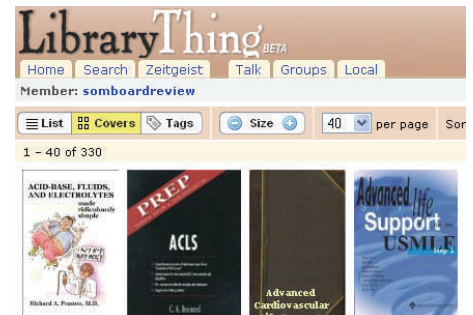 LibraryThing BETA
Home Search Zeitgeist Talk Groups Local
Member: somboardreview
List Covers Tags Size 40 per page Sor
1 – 40 of 330
ACID-BASE, FLUIDS,
AND ELECTROLYTES
made
ridiculously
simple
Richard A. Preston, M.D.
PREP
ACLS
Advanced
Cardiovascular
Advanced life
Support
USMLE
Step 3